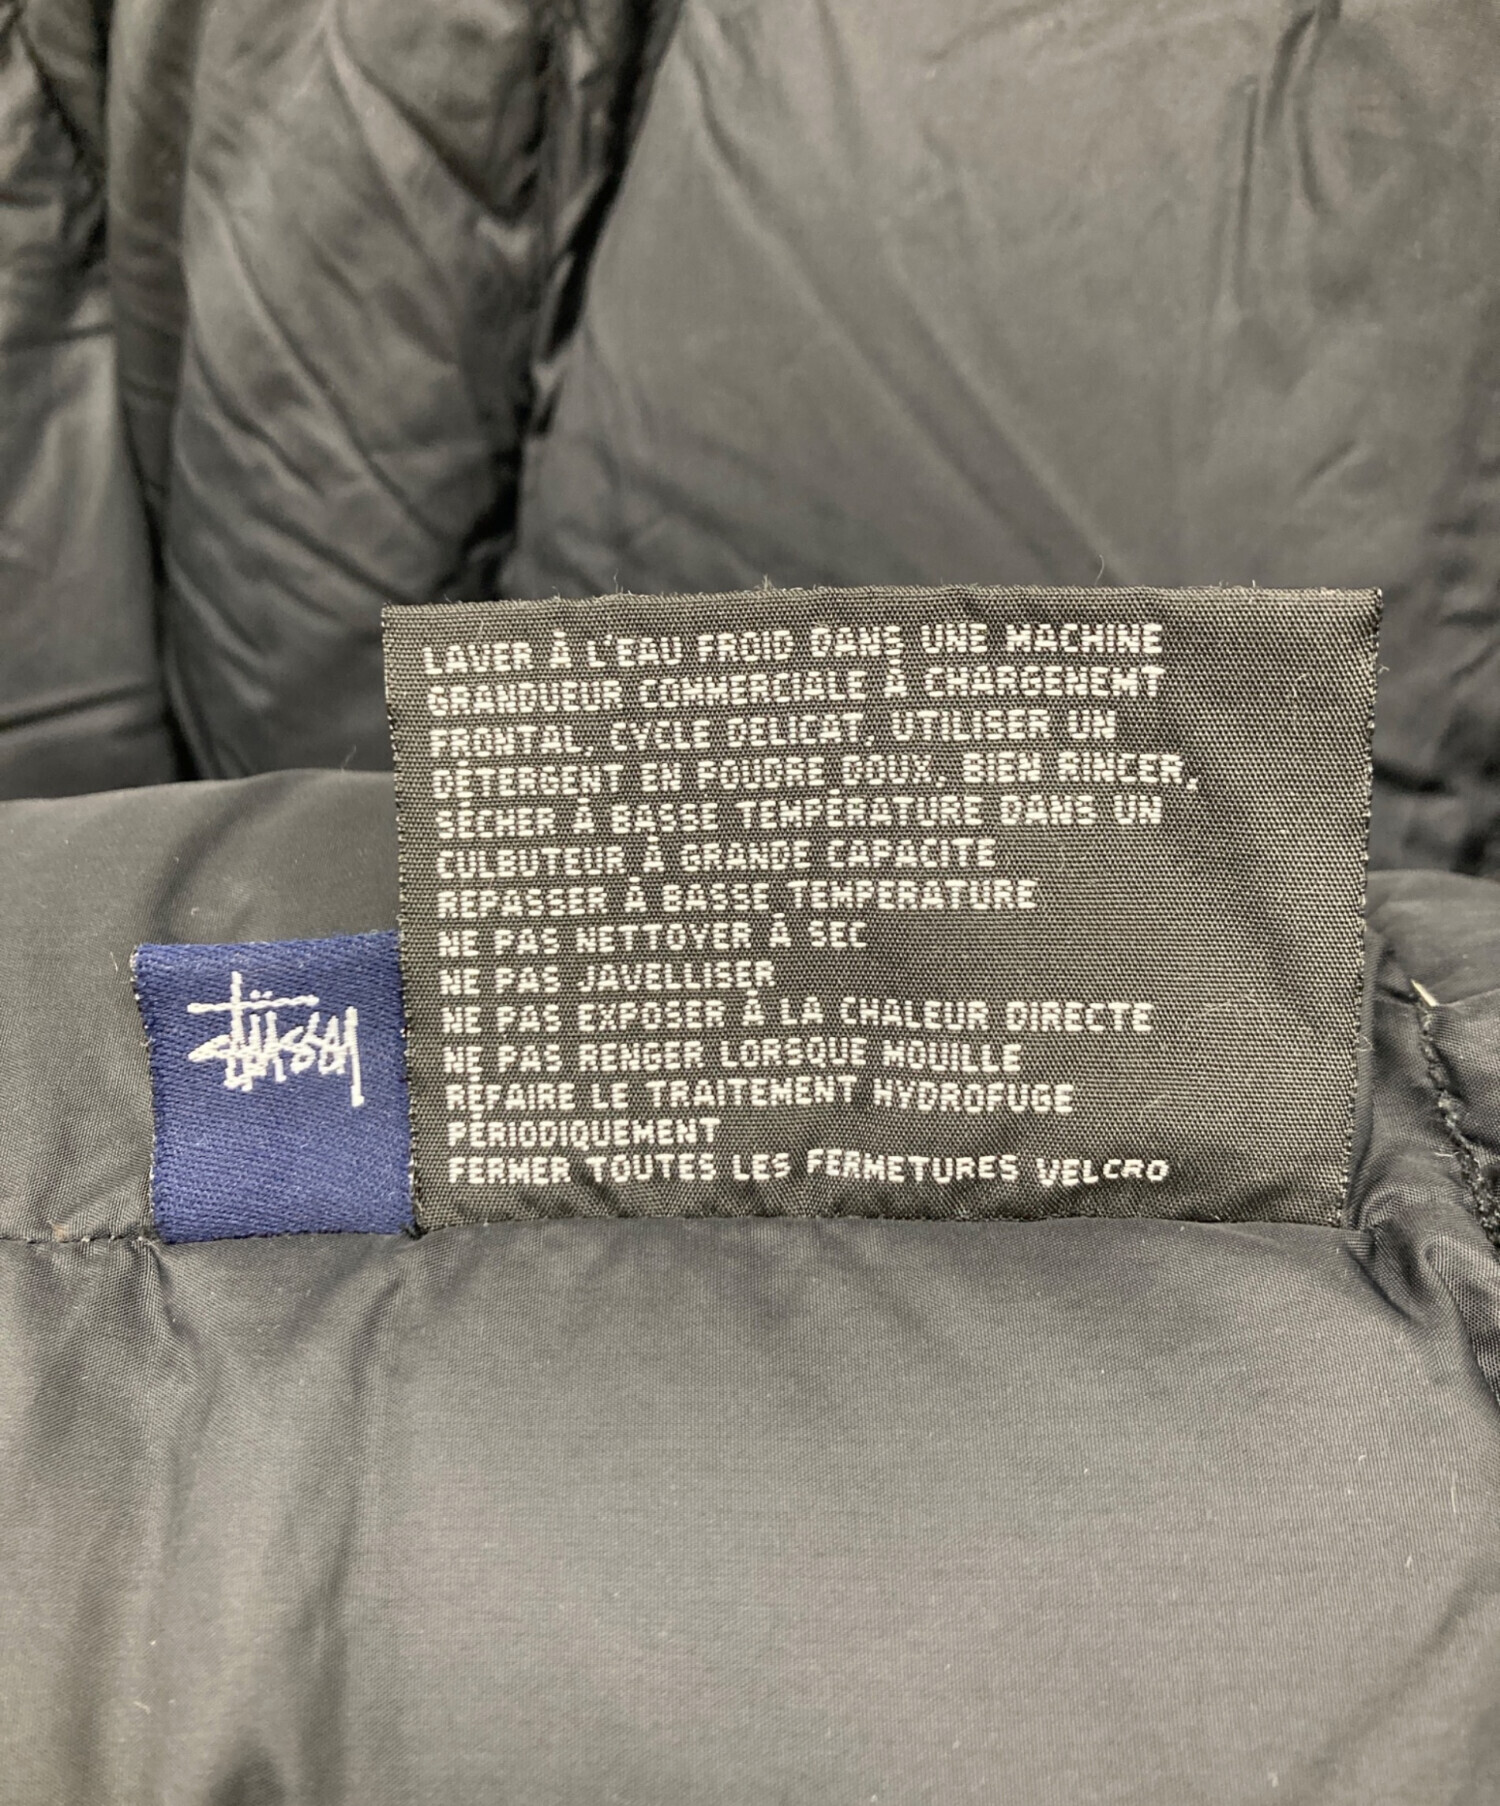 LAVER À L'EAU FROID DANS UNE MACHINE
GRANDUEUR COMMERCIALE À CHARGENEMT
FRONTAL, CYCLE DELICAT, UTILISER UN
DÉTERGENT EN POUDRE DOUX, BIEN RINCER,
SÉCHER À BASSE TEMPÉRATURE DANS UN
CULBUTEUR À GRANDE CAPACITE
REPASSER À BASSE TEMPERATURE
NE PAS NETTOYER À SEC
NE PAS JAVELLISER
NE PAS EXPOSER À LA CHALEUR DIRECTE
NE PAS RENGER LORSQUE MOUILLE
REFAIRE LE TRAITEMENT HYDROFUGE
PÉRIODIQUEMENT
FERMER TOUTES LES FERMETURES VELCRO
Stüssy